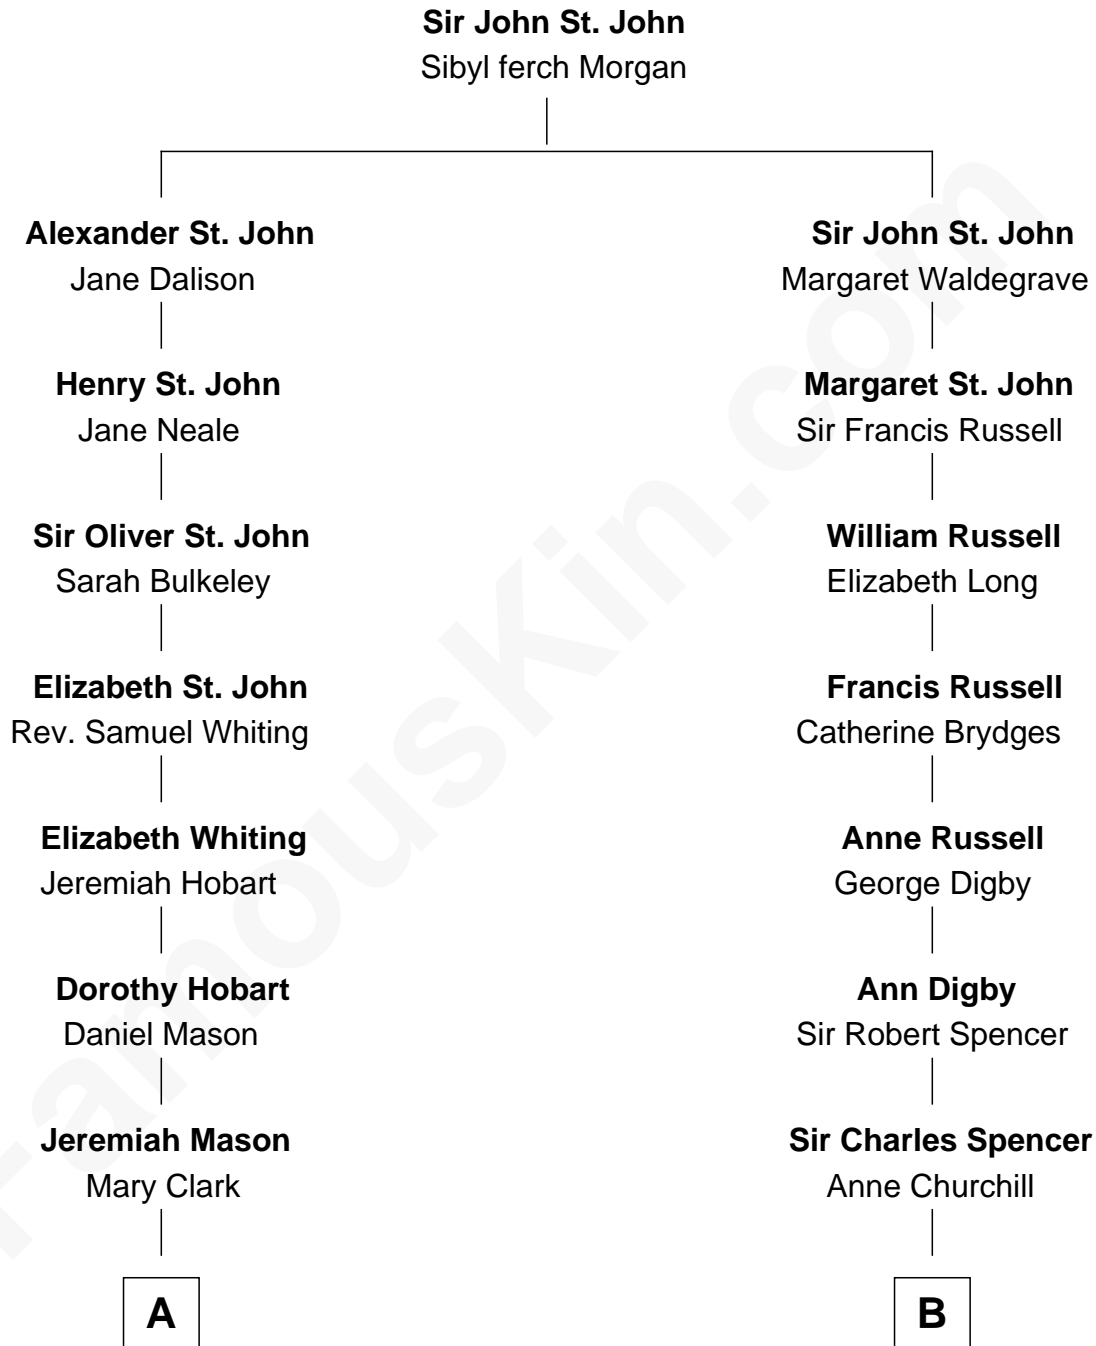 Sir John St. John
Sibyl ferch Morgan
Alexander St. John
Jane Dalison
Sir John St. John
Margaret Waldegrave
Henry St. John
Jane Neale
Margaret St. John
Sir Francis Russell
Sir Oliver St. John
Sarah Bulkeley
William Russell
Elizabeth Long
Elizabeth St. John
Rev. Samuel Whiting
Francis Russell
Catherine Brydges
Elizabeth Whiting
Jeremiah Hobart
Anne Russell
George Digby
Dorothy Hobart
Daniel Mason
Ann Digby
Sir Robert Spencer
Jeremiah Mason
Mary Clark
Sir Charles Spencer
Anne Churchill
A
B
FamousKin.com